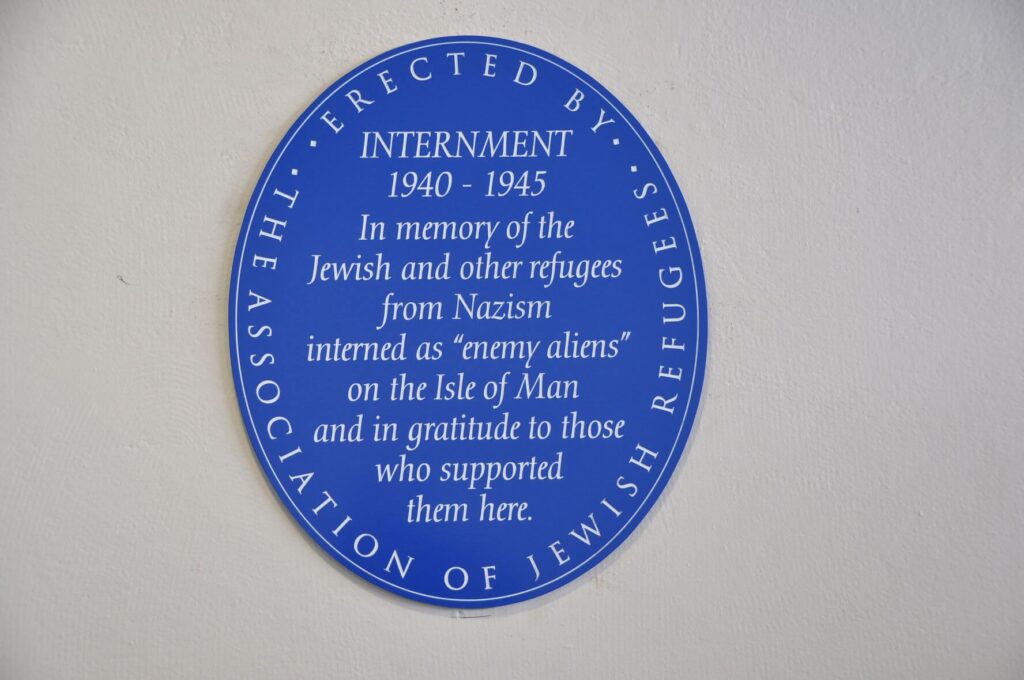 ERECTED BY
INTERNMENT
1940 - 1945
In memory of the
Jewish and other refugees
from Nazism
interned as “enemy aliens”
on the Isle of Man
and in gratitude to those
who supported
them here.
THE ASSOCIATION OF JEWISH REFUGEES